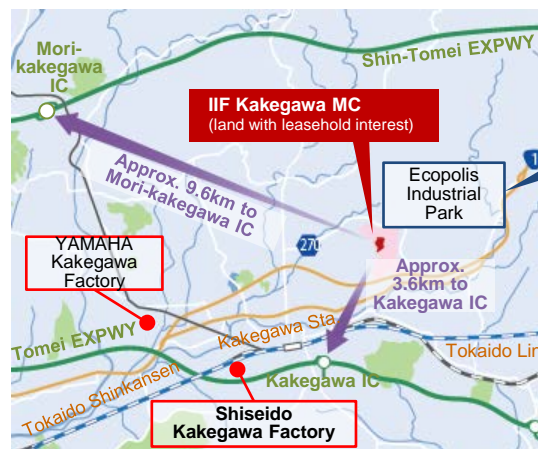 Mori-
kakegawa
IC
Shin-Tomei EXPWY
IIF Kakegawa MC
(land with leasehold interest)
Ecopolis
Industrial
Park
1
Approx. 9.6km to
Mori-kakegawa IC
270
YAMAHA
Kakegawa
Factory
Approx.
3.6km to
Kakegawa IC
Tomei EXPWY
Kakegawa Sta.
Tokaido Lin
Tokaido Shinkansen
Kakegawa IC
Shiseido
Kakegawa Factory